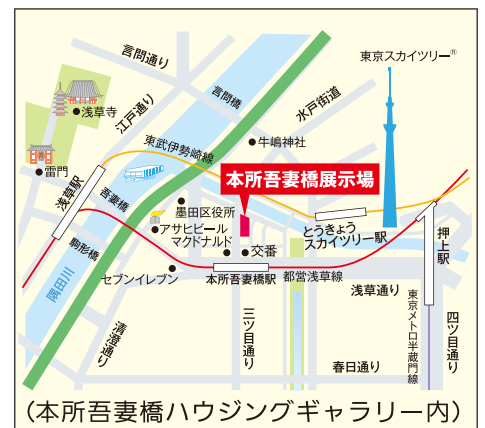 言問通り
東京スカイツリー®
言問橋
浅草寺
江戸通り
水戸街道
牛嶋神社
東武伊勢崎線
雷門
本所吾妻橋展示場
浅草駅
吾妻橋
墨田区役所
アサヒビール
マクドナルド
とうきょう
スカイツリー駅
押上駅
駒形橋
交番
セブンイレブン
本所吾妻橋駅
都営浅草線
浅草通り
隅田川
清澄通り
三ツ目通り
東京メトロ半蔵門線
四ツ目通り
春日通り
(本所吾妻橋ハウジングギャラリー内)